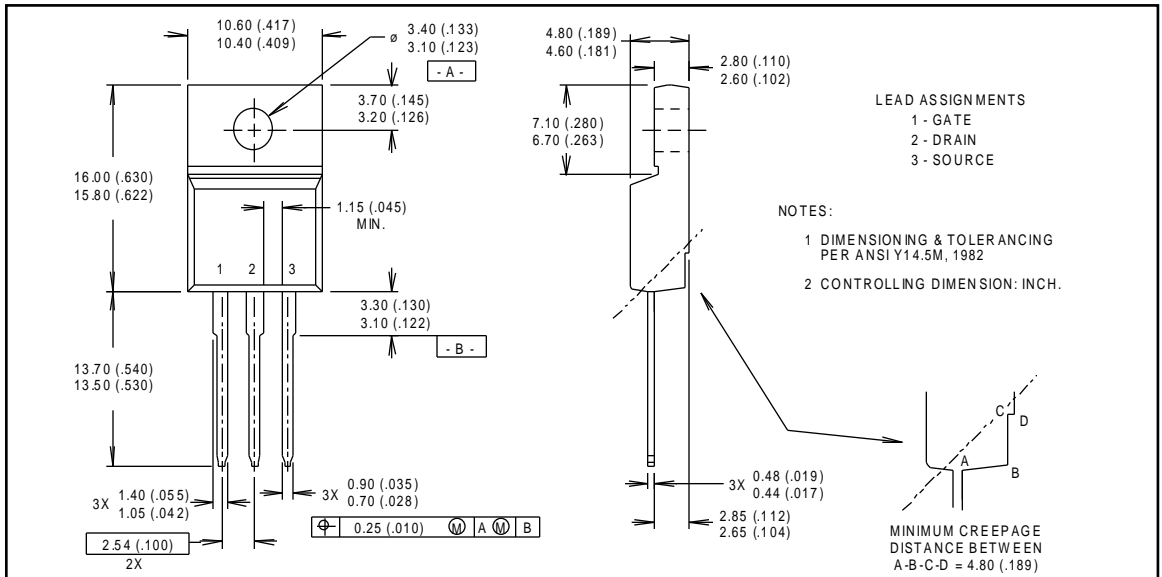 10.60 (.417)
10.40 (.409)
ø
3.40 (.133)
3.10 (.123)
- A -
3.70 (.145)
3.20 (.126)
16.00 (.630)
15.80 (.622)
1.15 (.045)
MIN.
1 2 3
3.30 (.130)
3.10 (.122)
- B -
13.70 (.540)
13.50 (.530)
3X
1.40 (.055)
1.05 (.042)
3X
0.90 (.035)
0.70 (.028)
0.25 (.010) M A M B
2.54 (.100)
2X
4.80 (.189)
4.60 (.181)
2.80 (.110)
2.60 (.102)
7.10 (.280)
6.70 (.263)
LEAD ASSIGNMENTS
1 - GATE
2 - DRAIN
3 - SOURCE
NOTES:
1 DIMENSIONING & TOLERANCING
PER ANSI Y14.5M, 1982
2 CONTROLLING DIMENSION: INCH.
3X
0.48 (.019)
0.44 (.017)
2.85 (.112)
2.65 (.104)
C
D
A
B
MINIMUM CREEPAGE
DISTANCE BETWEEN
A-B-C-D = 4.80 (.189)